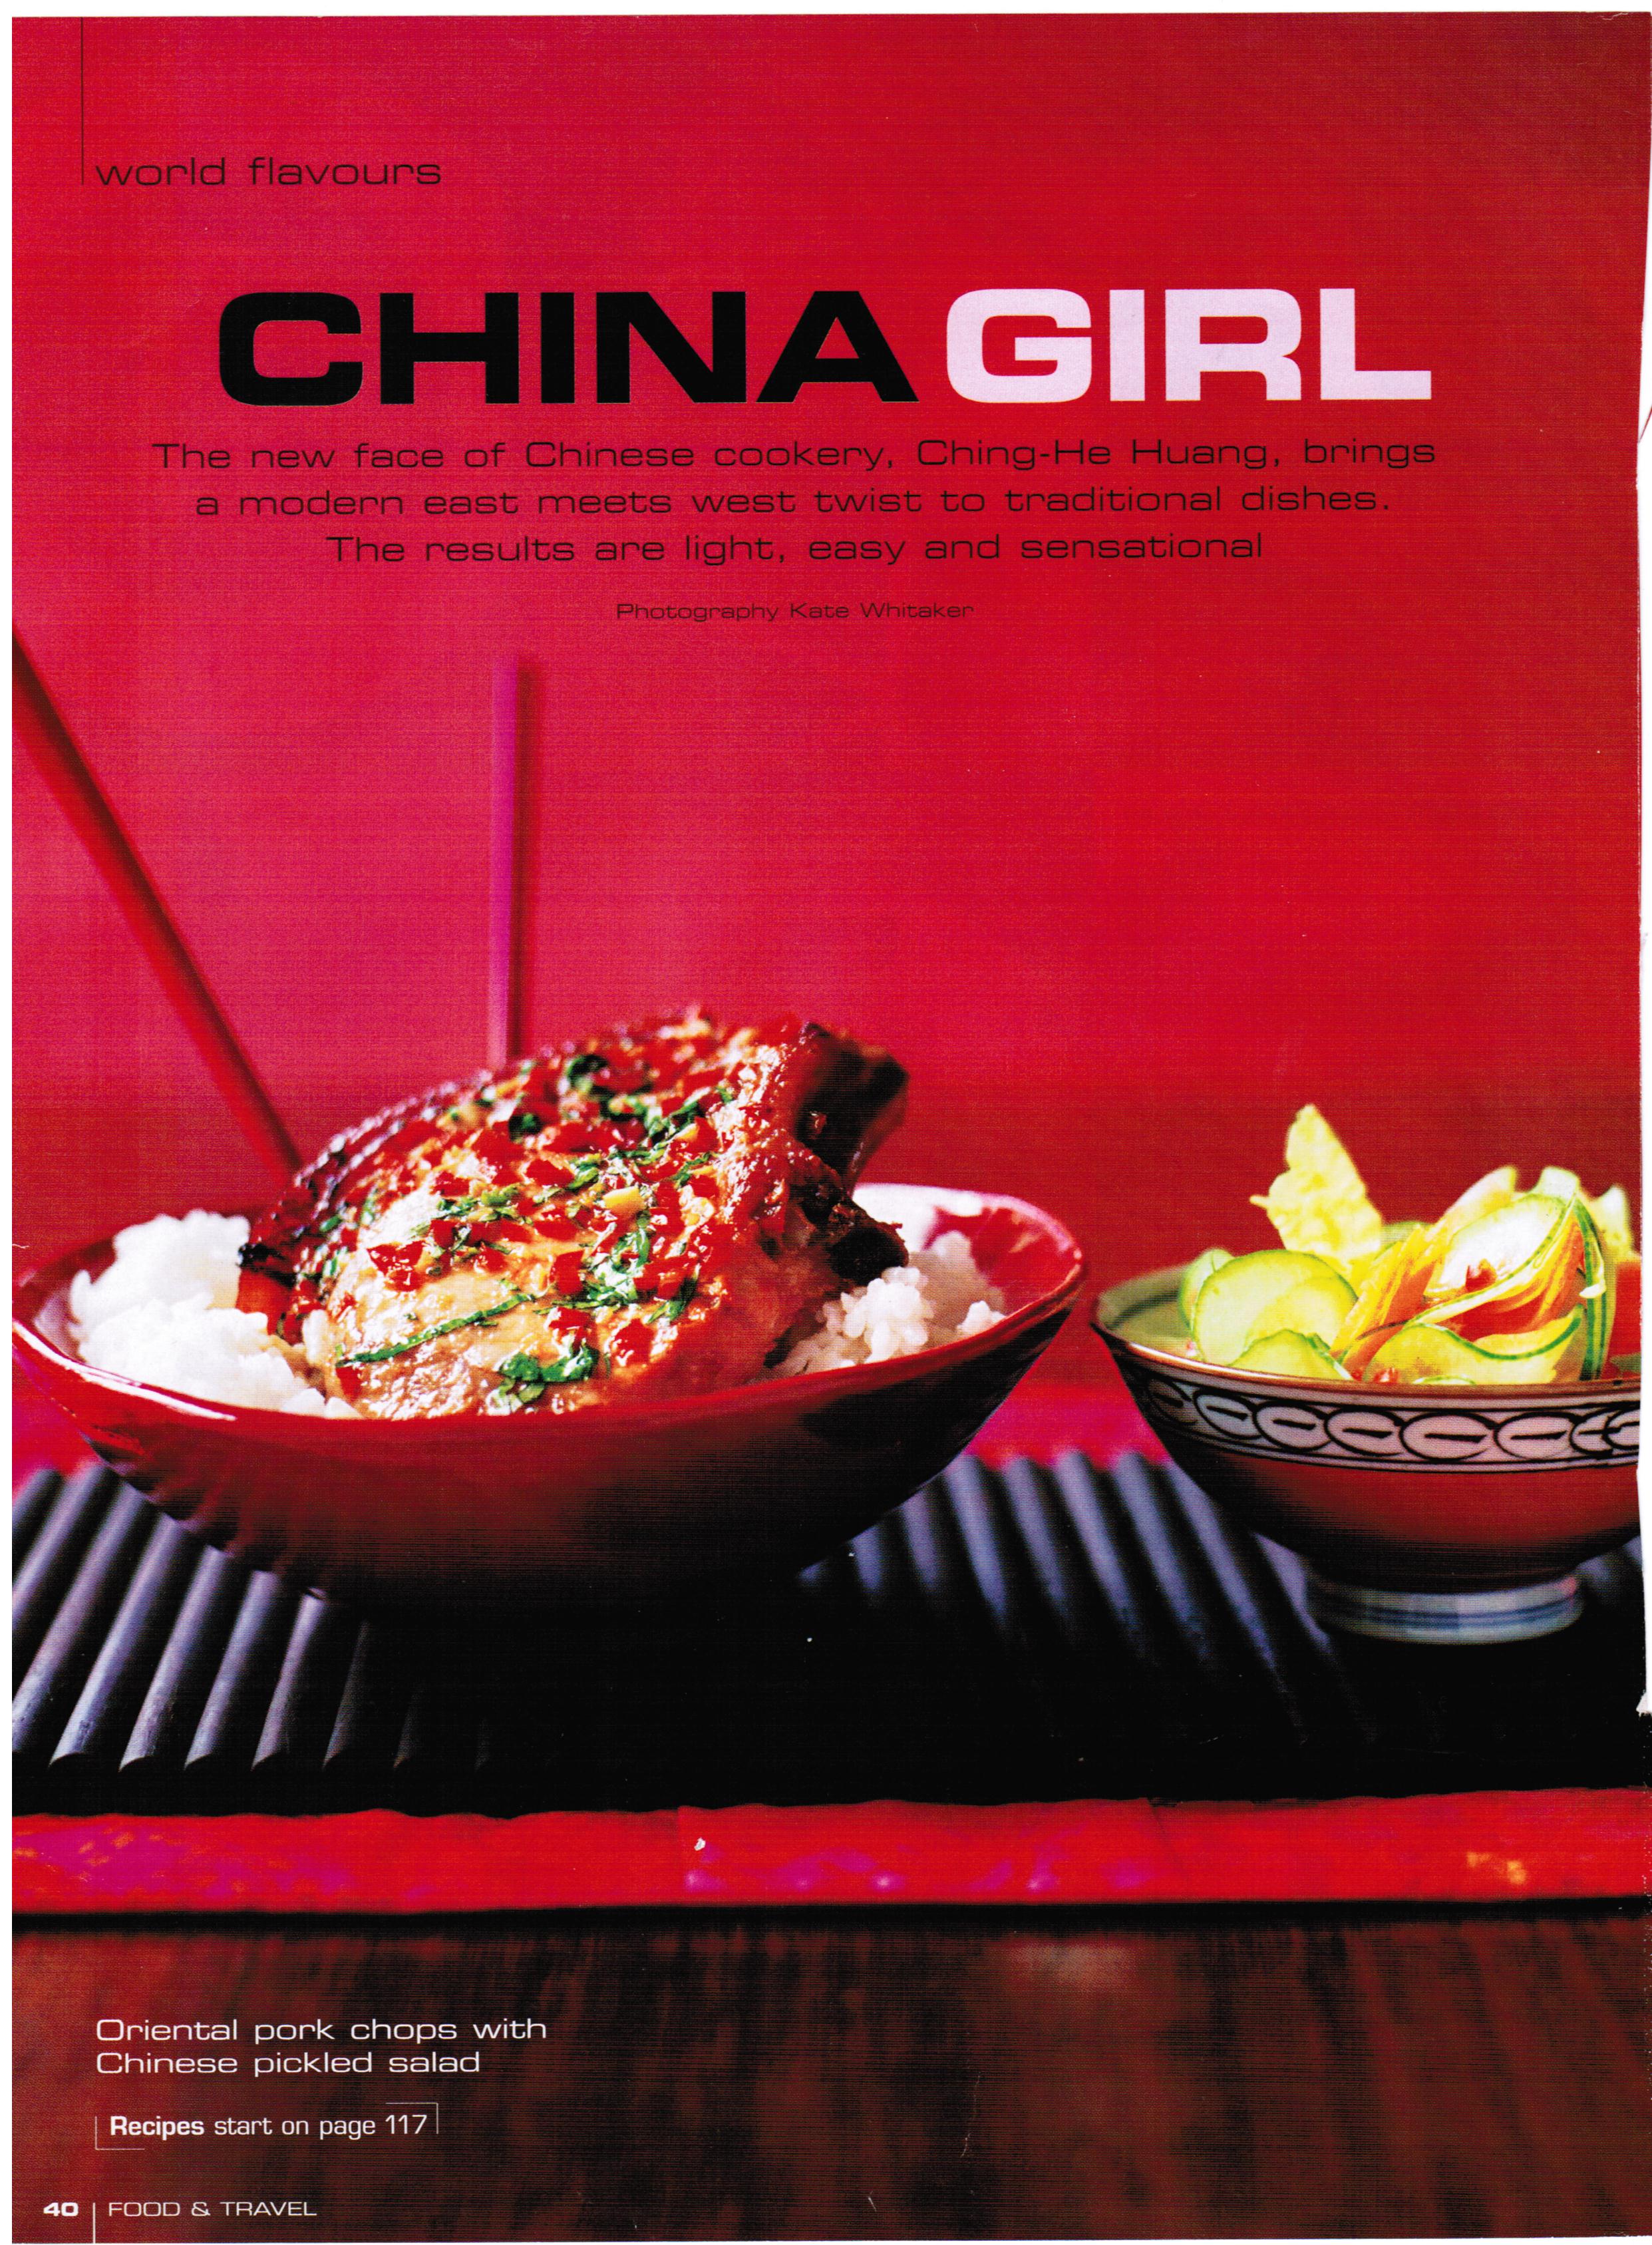 world flavours
CHINA GIRL
The new face of Chinese cookery, Ching-He Huang, brings
a modern east meets west twist to traditional dishes.
The results are light, easy and sensational
Photography Kate Whitaker
Oriental pork chops with
Chinese pickled salad
Recipes start on page 117
40 FOOD & TRAVEL